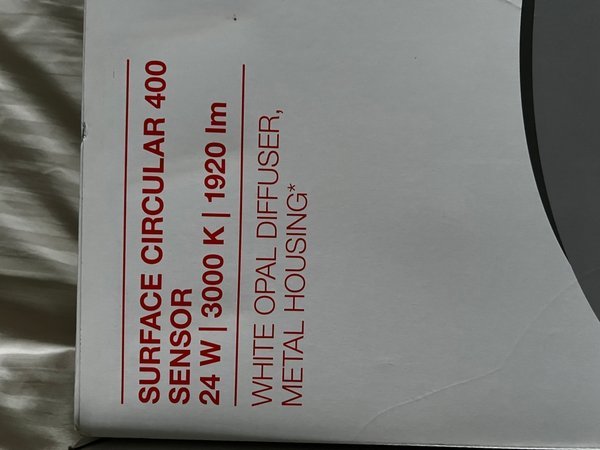 SURFACE CIRCULAR 400
SENSOR
24 W | 3000 K | 1920 lm
WHITE OPAL DIFFUSER,
METAL HOUSING*